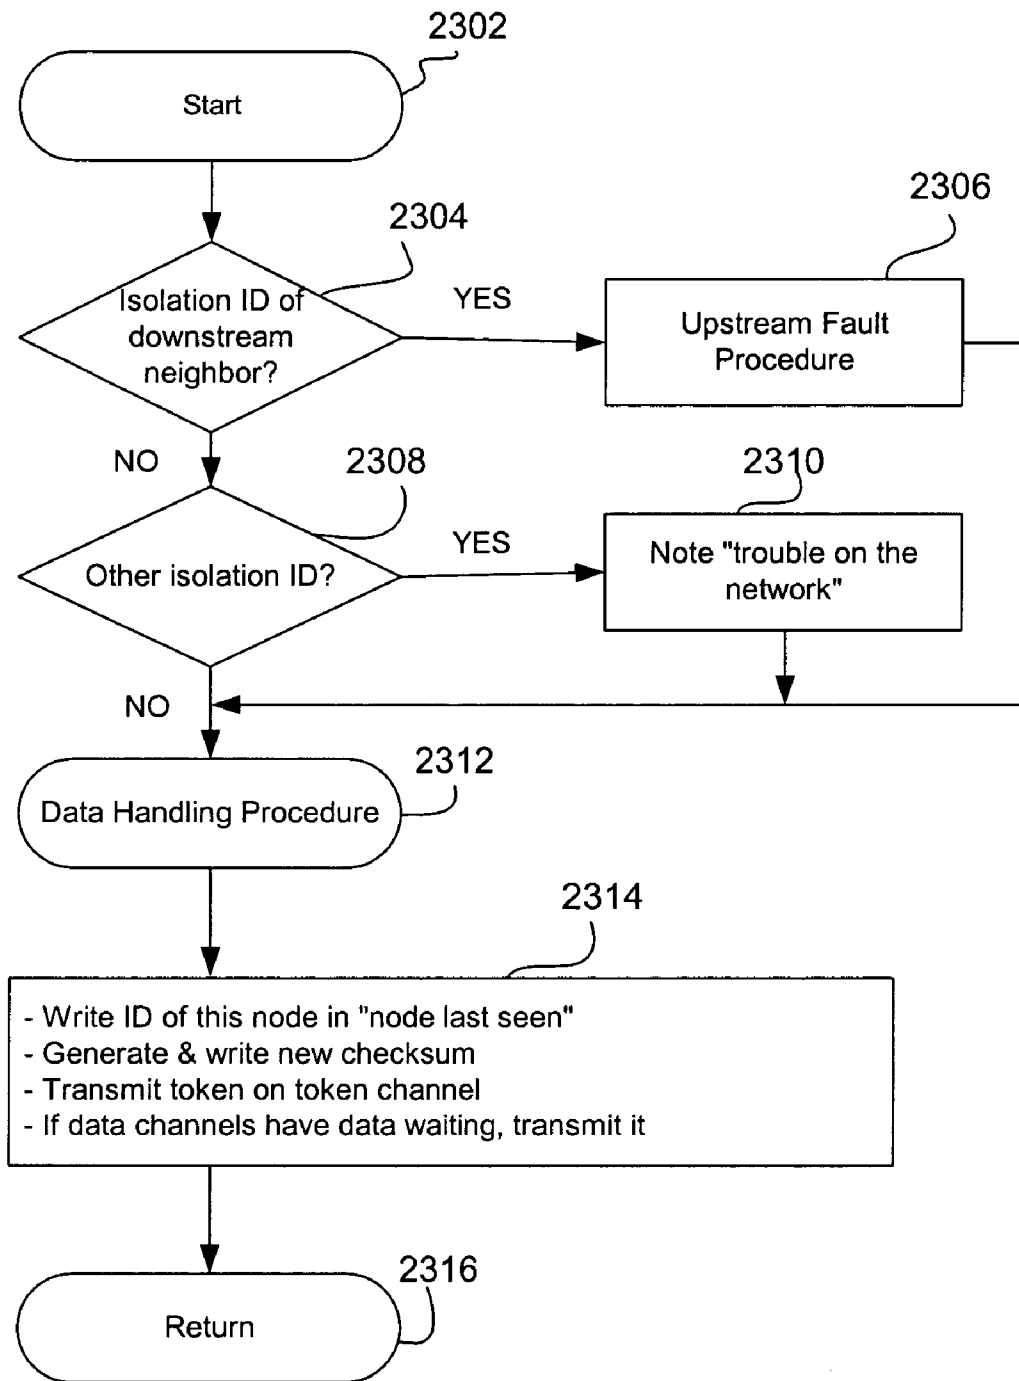 2302
Start
2304
2306
Isolation ID of
downstream
neighbor?
YES
Upstream Fault
Procedure
NO
2308
2310
Other isolation ID?
YES
Note "trouble on the
network"
NO
2312
Data Handling Procedure
2314
- Write ID of this node in "node last seen"
- Generate & write new checksum
- Transmit token on token channel
- If data channels have data waiting, transmit it
2316
Return